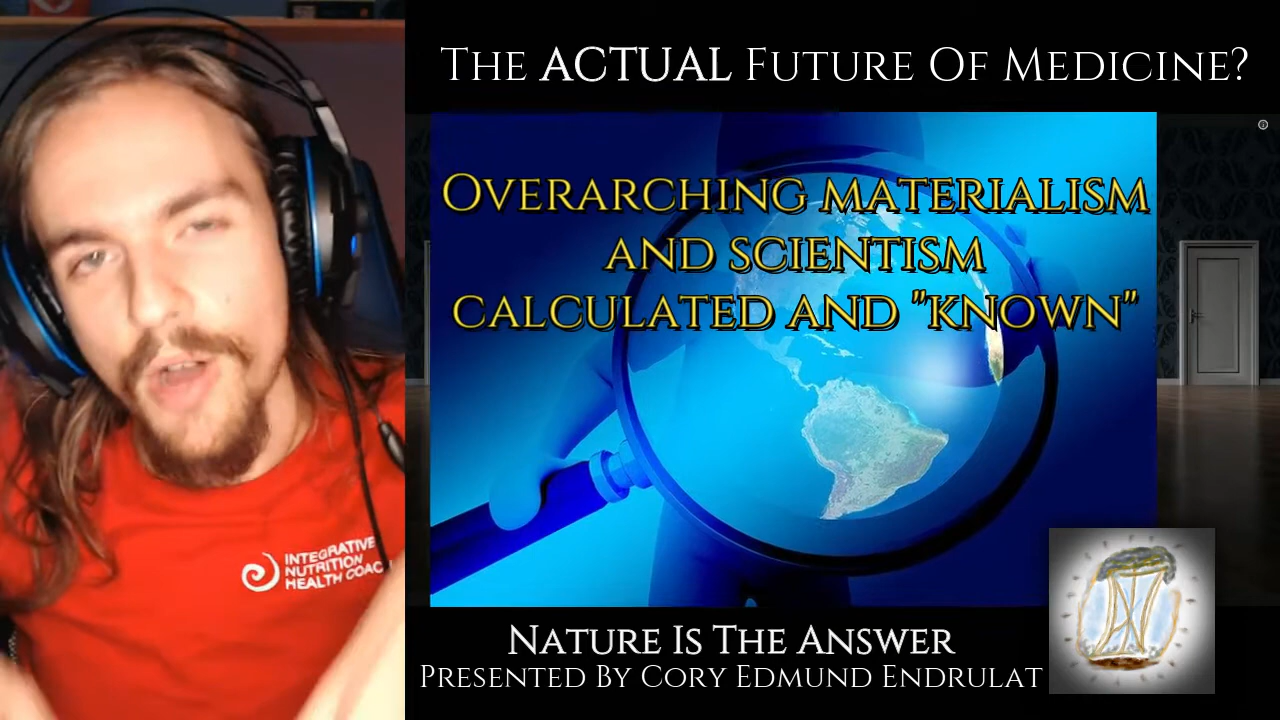 The ACTUAL Future Of Medicine?
Overarching materialism
and scientism
calculated and "known"
INTEGRATIVE
NUTRITION
HEALTH COAC
Nature Is The Answer
Presented By Cory Edmund Endrulat